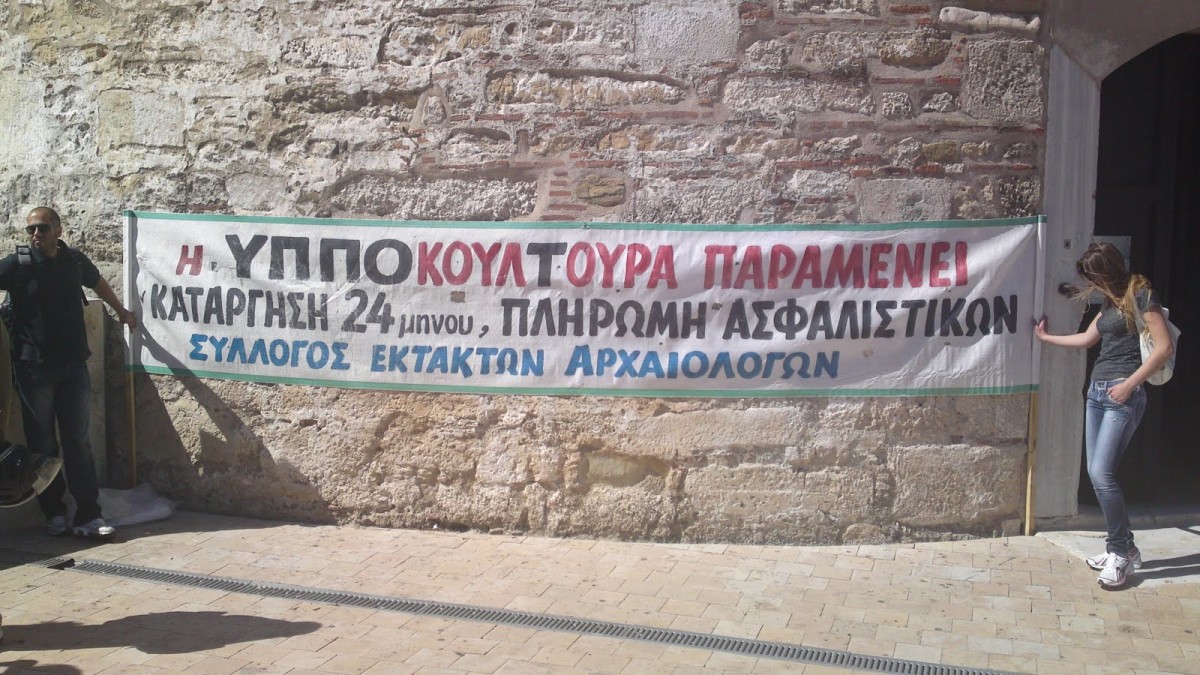 Η ΥΠΠΟΚΟΥΛΤΟΥΡΑ ΠΑΡΑΜΕΝΕΙ
ΚΑΤΑΡΓΗΣΗ 24μηνου, ΠΛΗΡΩΜΗ ΑΣΦΑΛΙΣΤΙΚΩΝ
ΣΥΛΛΟΓΟΣ ΕΚΤΑΚΤΩΝ ΑΡΧΑΙΟΛΟΓΩΝ